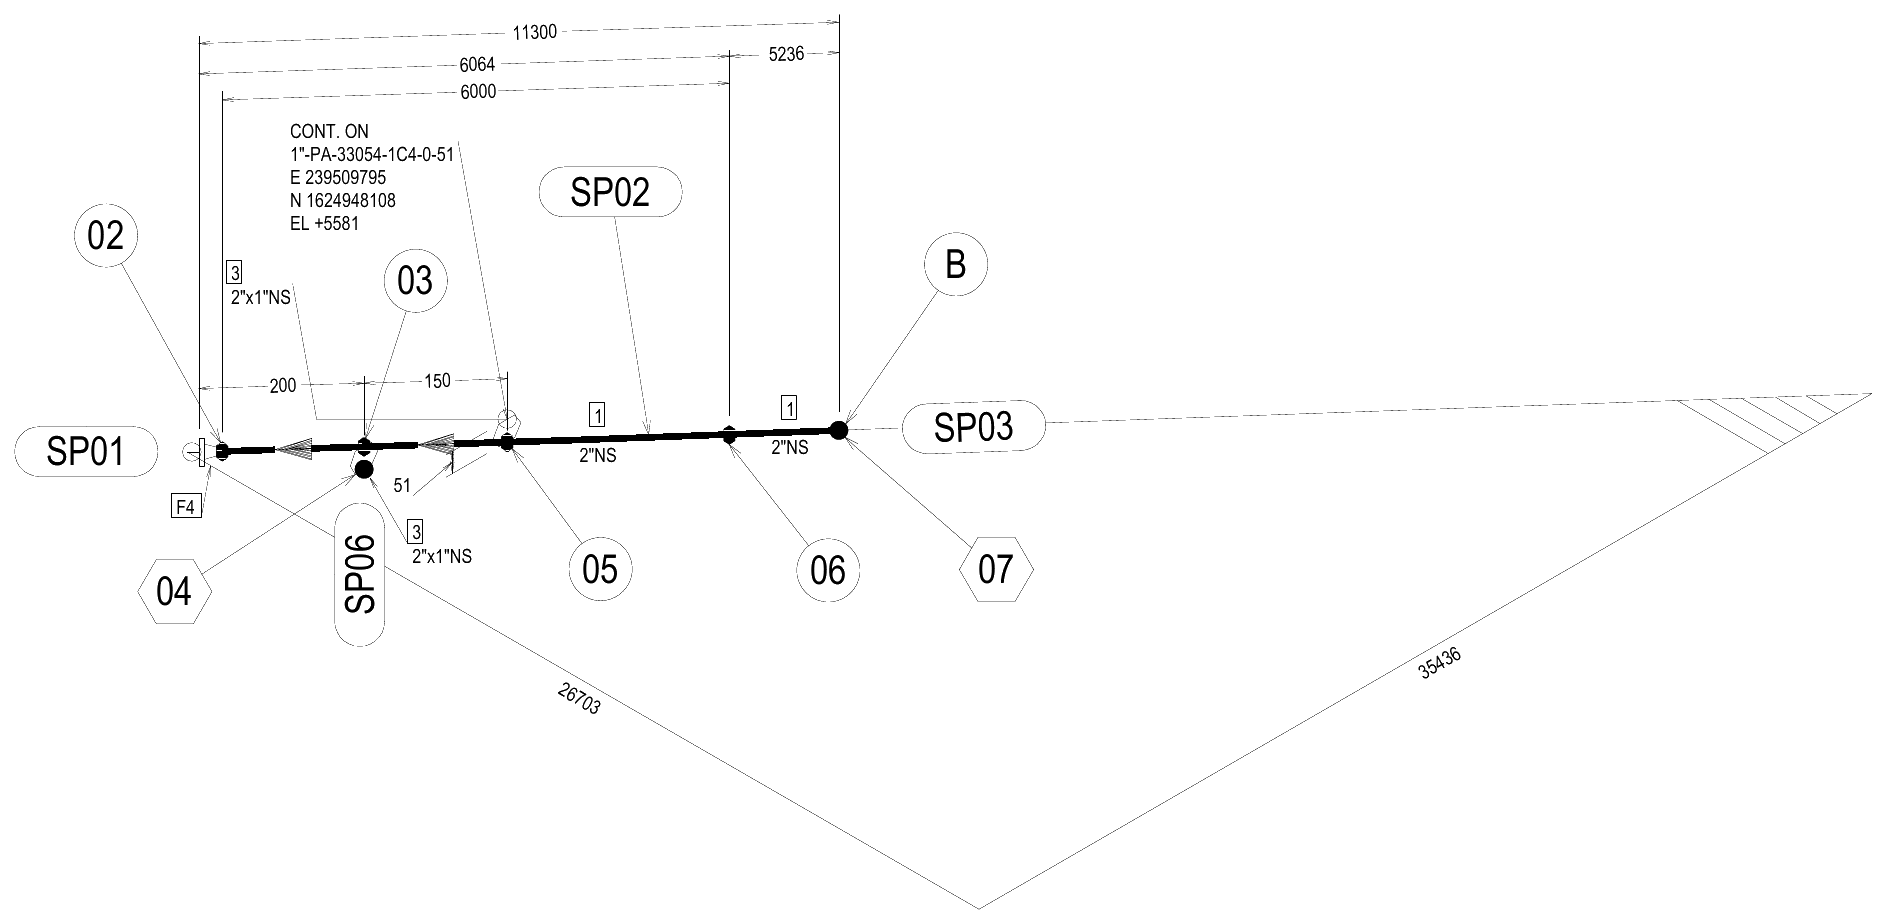 11300
6064
5236
6000
CONT. ON
1"-PA-33054-1C4-0-51
E 239509795
N 1624948108
EL +5581
SP02
02
3
2"x1"NS
03
B
200
150
1
2"NS
1
2"NS
SP03
SP01
F4
51
3
2"x1"NS
SP06
04
05
06
07
26703
35436